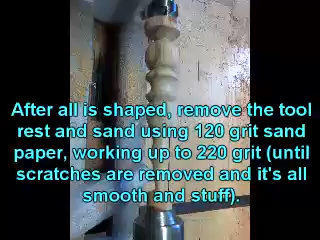 After all is shaped, remove the tool
rest and sand using 120 grit sand
paper, working up to 220 grit (until
scratches are removed and it's all
smooth and stuff).